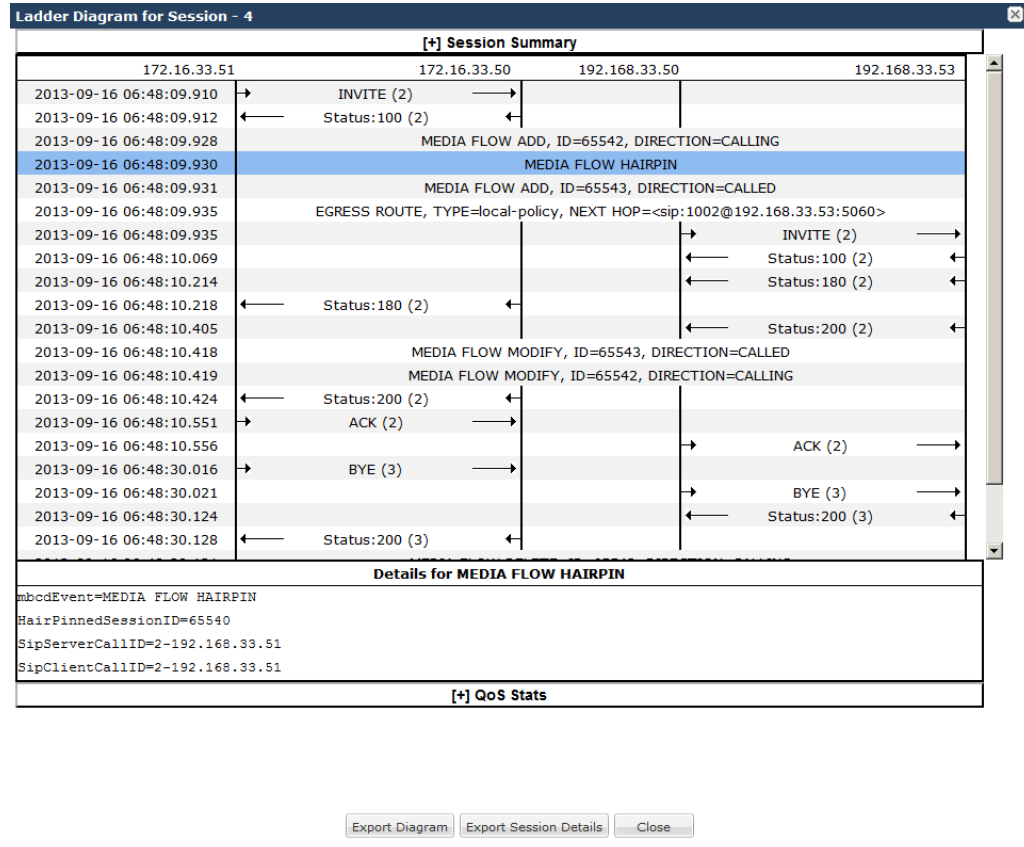 Ladder Diagram for Session - 4
[+] Session Summary
172.16.33.51 172.16.33.50 192.168.33.50 192.168.33.53
2013-09-16 06:48:09.910 INVITE (2)
2013-09-16 06:48:09.912 Status:100 (2)
2013-09-16 06:48:09.928 MEDIA FLOW ADD, ID=65542, DIRECTION=CALLING
2013-09-16 06:48:09.930 MEDIA FLOW HAIRPIN
2013-09-16 06:48:09.931 MEDIA FLOW ADD, ID=65543, DIRECTION=CALLED
2013-09-16 06:48:09.935 EGRESS ROUTE, TYPE=local-policy, NEXT HOP=<sip:1002@192.168.33.53:5060>
2013-09-16 06:48:09.935 INVITE (2)
2013-09-16 06:48:10.069 Status:100 (2)
2013-09-16 06:48:10.214 Status:180 (2)
2013-09-16 06:48:10.218 Status:180 (2)
2013-09-16 06:48:10.405 Status:200 (2)
2013-09-16 06:48:10.418 MEDIA FLOW MODIFY, ID=65543, DIRECTION=CALLED
2013-09-16 06:48:10.419 MEDIA FLOW MODIFY, ID=65542, DIRECTION=CALLING
2013-09-16 06:48:10.424 Status:200 (2)
2013-09-16 06:48:10.551 ACK (2)
2013-09-16 06:48:10.556 ACK (2)
2013-09-16 06:48:30.016 BYE (3)
2013-09-16 06:48:30.021 BYE (3)
2013-09-16 06:48:30.124 Status:200 (3)
2013-09-16 06:48:30.128 Status:200 (3)
Details for MEDIA FLOW HAIRPIN
mbcdEvent=MEDIA FLOW HAIRPIN
HairPinnedSessionID=65540
SipServerCallID=2-192.168.33.51
SipClientCallID=2-192.168.33.51
[+] QoS Stats
Export Diagram Export Session Details Close